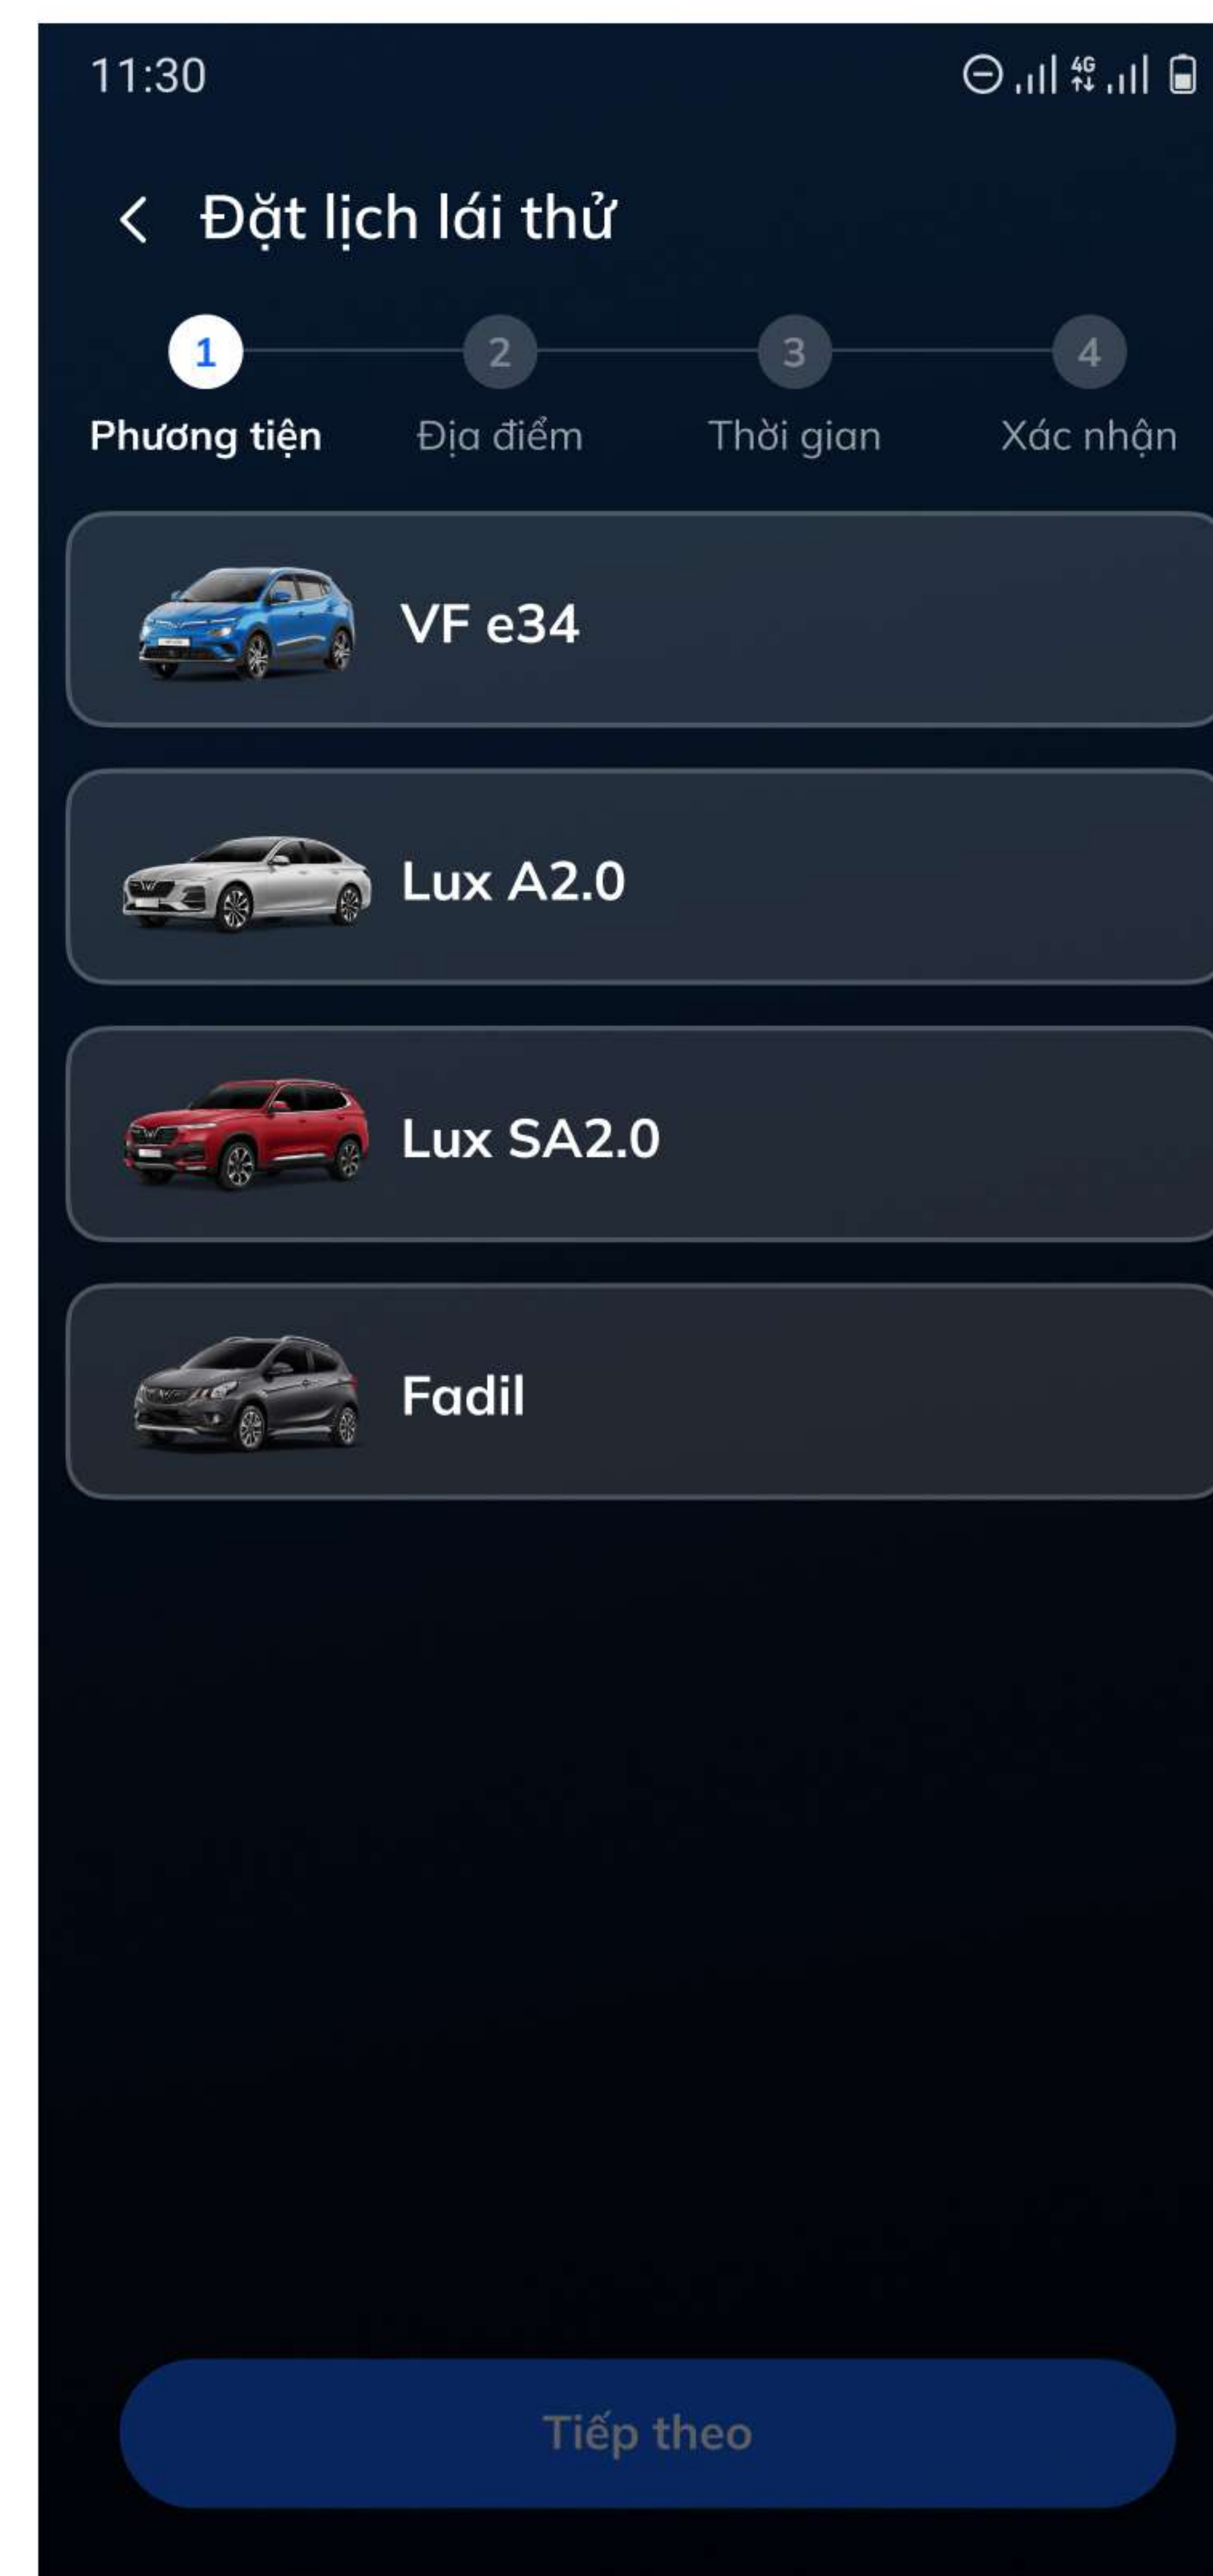 11:30
4G
Đặt lịch lái thử
1 2 3 4
Phương tiện Địa điểm Thời gian Xác nhận
VF e34
Lux A2.0
Lux SA2.0
Fadil
Tiếp theo